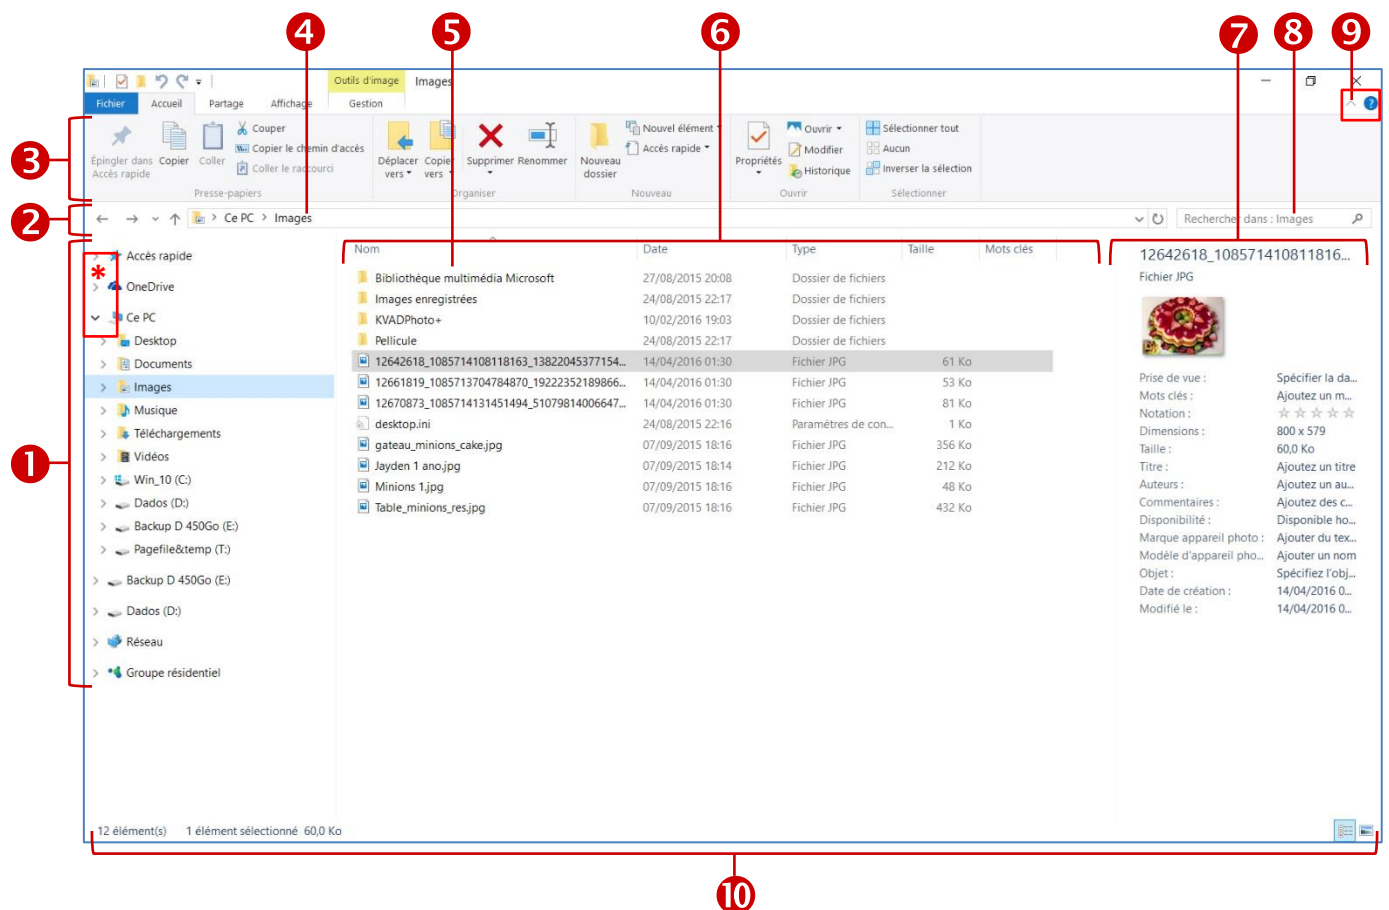 4 5 6 7 8 9
Outils d'image Images
Fichier Accueil Partage Affichage Gestion
3
Épingler dans Accès rapide
Copier
Coller
Couper
Copier le chemin d'accès
Coller le raccourci
Presse-papiers
Déplacer vers
Copier vers
Supprimer
Renommer
Organiser
Nouveau dossier
Nouvel élément
Accès rapide
Nouveau
Propriétés
Ouvrir
Modifier
Historique
Ouvrir
Sélectionner tout
Aucun
Inverser la sélection
Sélectionner
2
Ce PC > Images
Rechercher dans : Images
1
*
Accès rapide
OneDrive
Ce PC
Desktop
Documents
Images
Musique
Téléchargements
Vidéos
Win_10 (C:)
Dados (D:)
Backup D 450Go (E:)
Pagefile&temp (T:)
Backup D 450Go (E:)
Dados (D:)
Réseau
Groupe résidentiel
Nom Date Type Taille Mots clés
Bibliothèque multimédia Microsoft 27/08/2015 20:08 Dossier de fichiers
Images enregistrées 24/08/2015 22:17 Dossier de fichiers
KVADPhoto+ 10/02/2016 19:03 Dossier de fichiers
Pellicule 24/08/2015 22:17 Dossier de fichiers
12642618_1085714108118163_13822045377154... 14/04/2016 01:30 Fichier JPG 61 Ko
12661819_1085713704784870_19222352189866... 14/04/2016 01:30 Fichier JPG 53 Ko
12670873_1085714131451494_51079814006647... 14/04/2016 01:30 Fichier JPG 81 Ko
desktop.ini 24/08/2015 22:16 Paramètres de con... 1 Ko
gateau_minions_cake.jpg 07/09/2015 18:16 Fichier JPG 356 Ko
Jayden 1 ano.jpg 07/09/2015 18:14 Fichier JPG 212 Ko
Minions 1.jpg 07/09/2015 18:16 Fichier JPG 48 Ko
Table_minions_res.jpg 07/09/2015 18:16 Fichier JPG 432 Ko
12642618_108571410811816...
Fichier JPG
Prise de vue : Spécifier la da...
Mots clés : Ajoutez un m...
Notation :
Dimensions : 800 x 579
Taille : 60,0 Ko
Titre : Ajoutez un titre
Auteurs : Ajoutez un au...
Commentaires : Ajoutez des c...
Disponibilité : Disponible ho...
Marque appareil photo : Ajouter du tex...
Modèle d'appareil pho... Ajouter un nom
Objet : Spécifiez l'obj...
Date de création : 14/04/2016 0...
Modifié le : 14/04/2016 0...
12 élément(s) 1 élément sélectionné 60,0 Ko
10